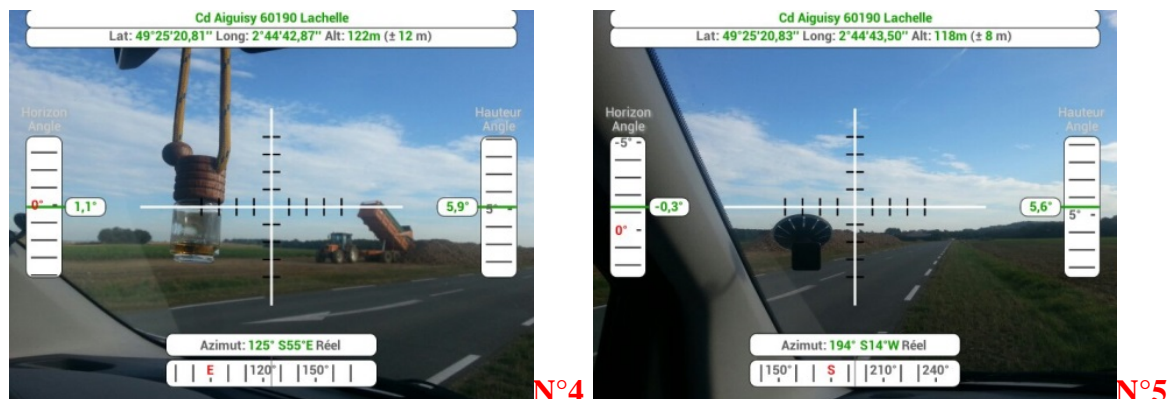 Cd Aiguisy 60190 Lachelle
Lat: 49°25'20,81'' Long: 2°44'42,87'' Alt: 122m (± 12 m)
Horizon
Angle
Hauteur
Angle
0°
1,1°
5,9°
5°
Azimut: 125° S55°E Réel
E 120° 150°
N°4
Cd Aiguisy 60190 Lachelle
Lat: 49°25'20,83'' Long: 2°44'43,50'' Alt: 118m (± 8 m)
Horizon
Angle
Hauteur
Angle
-5°
-0,3°
0°
5,6°
5°
Azimut: 194° S14°W Réel
150° S 210° 240°
N°5